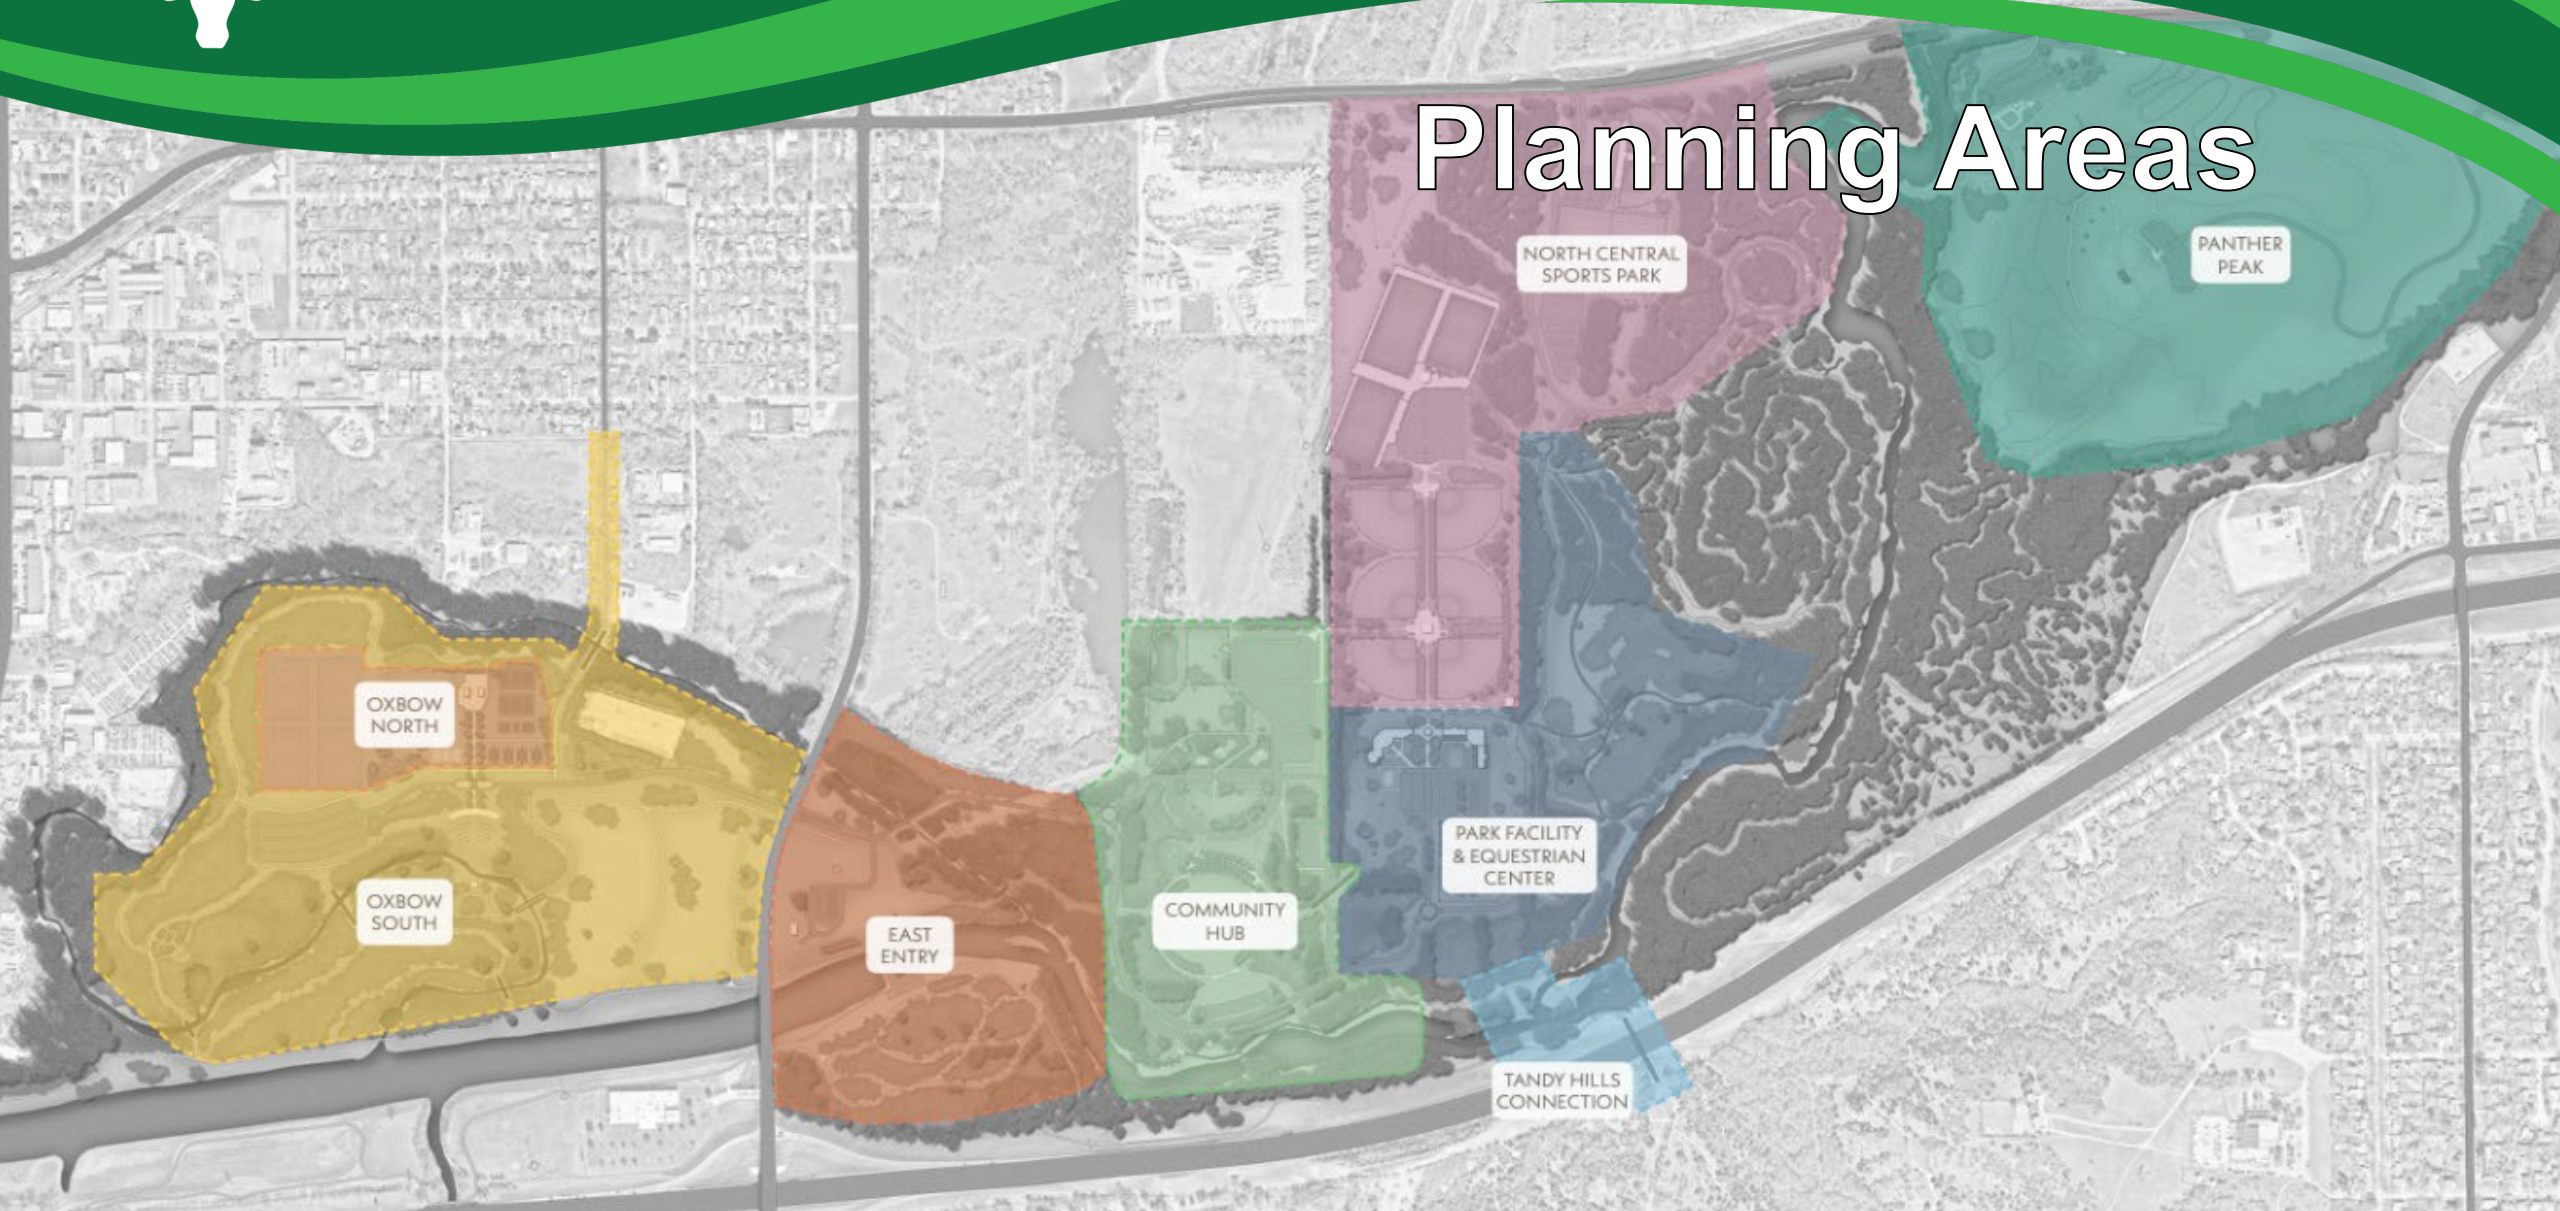 Planning Areas
NORTH CENTRAL
SPORTS PARK
PANTHER
PEAK
OXBOW
NORTH
OXBOW
SOUTH
EAST
ENTRY
COMMUNITY
HUB
PARK FACILITY
& EQUESTRIAN
CENTER
TANDY HILLS
CONNECTION